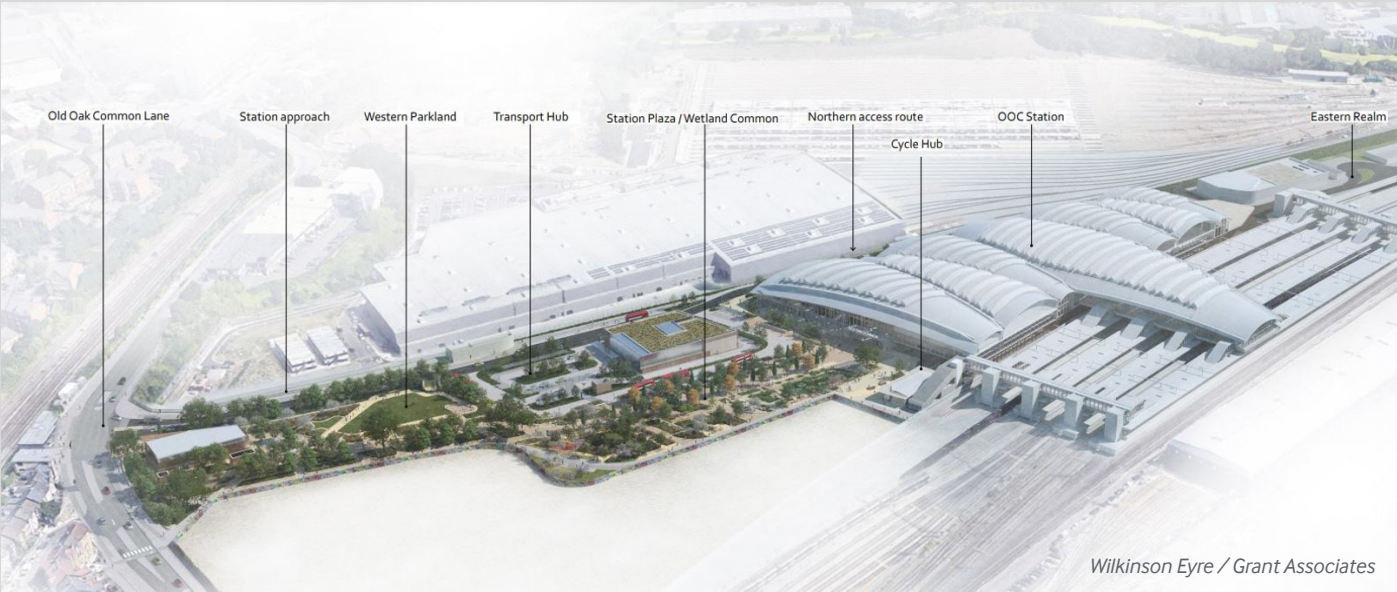 Old Oak Common Lane
Station approach
Western Parkland
Transport Hub
Station Plaza / Wetland Common
Northern access route
Cycle Hub
OOC Station
Eastern Realm
Wilkinson Eyre / Grant Associates